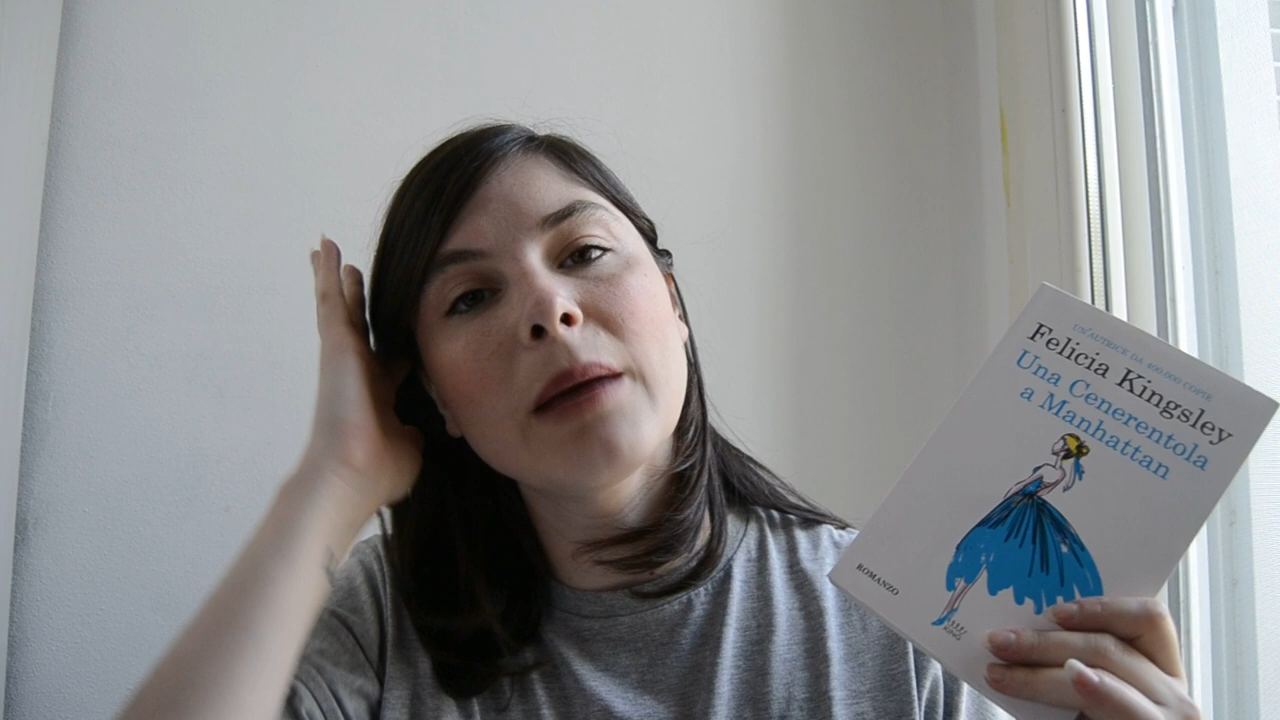 UN'AUTRICE DA 400.000 COPIE
Felicia Kingsley
Una Cenerentola
a Manhattan
ROMANZO